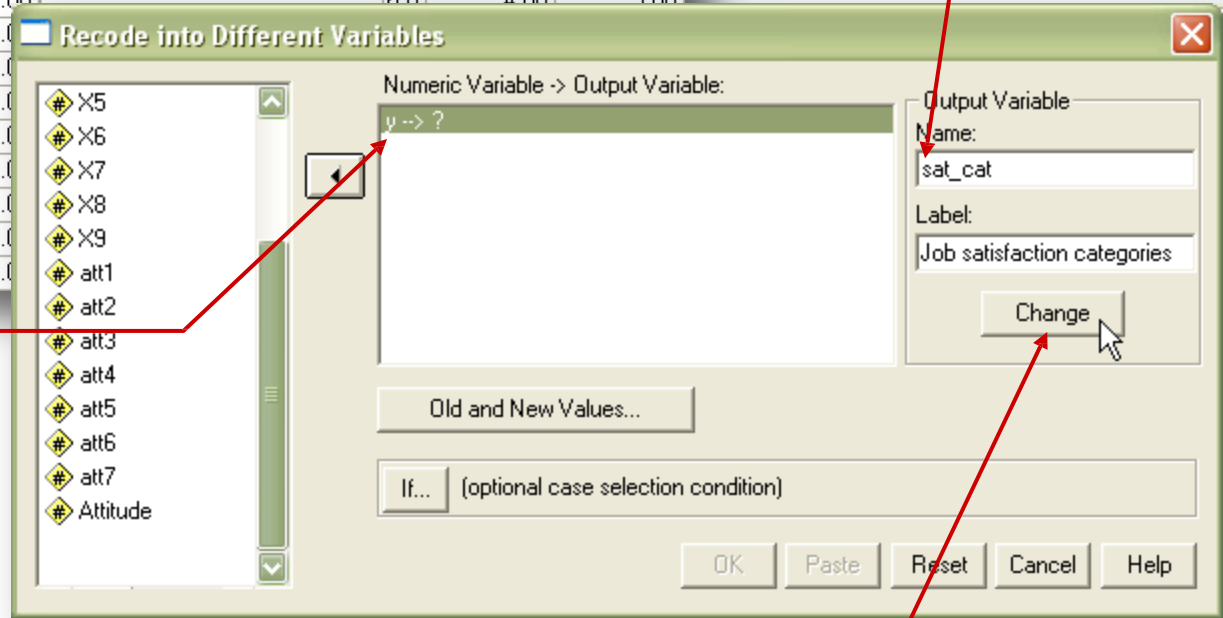 Recode into Different Variables
X5
X6
X7
X8
X9
att1
att2
att3
att4
att5
att6
att7
Attitude
Numeric Variable -> Output Variable:
y --> ?
Output Variable
Name:
sat_cat
Label:
Job satisfaction categories
Change
Old and New Values...
If... (optional case selection condition)
OK Paste Reset Cancel Help